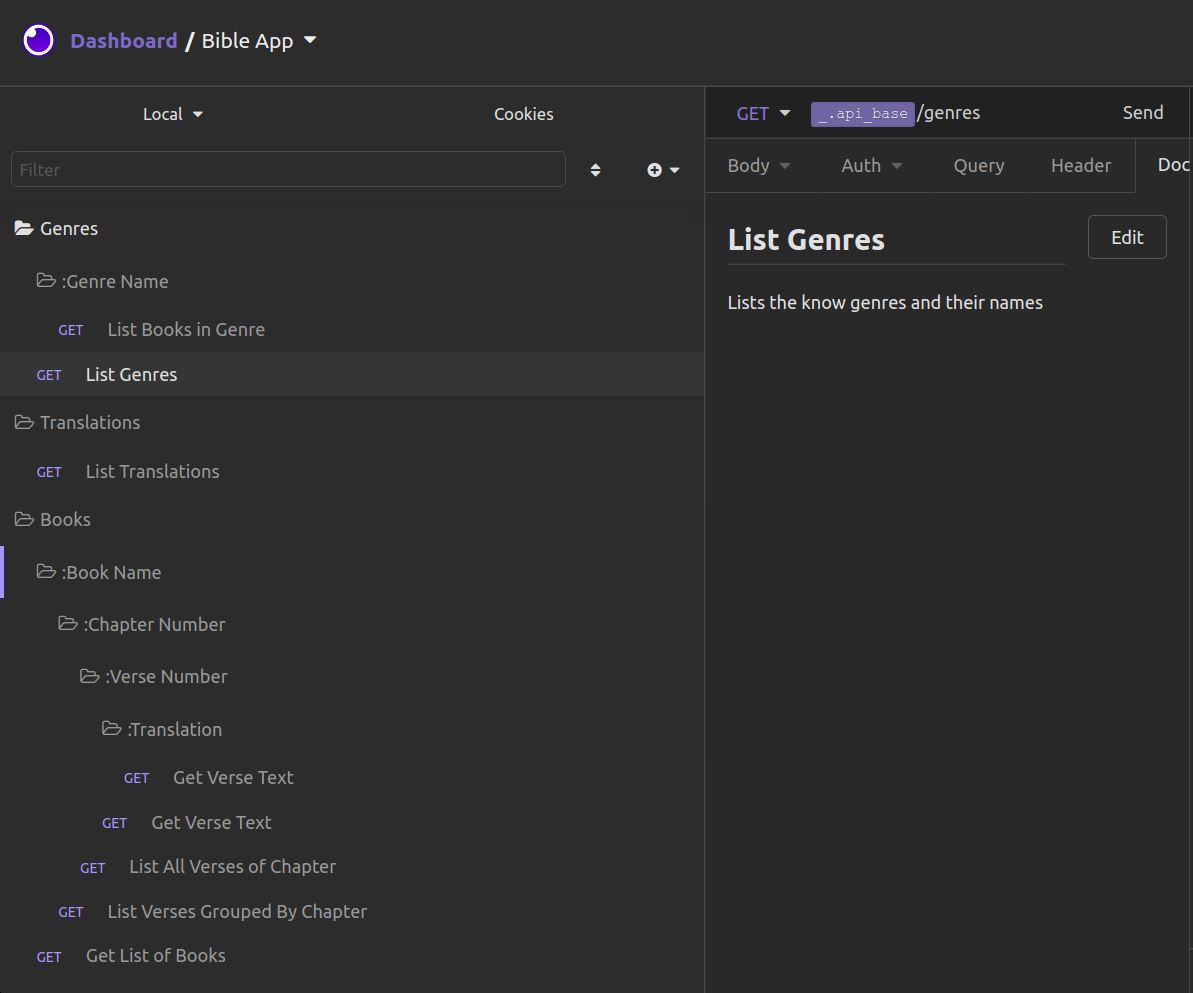 Dashboard / Bible App
Local
Cookies
Filter
Genres
:Genre Name
GET List Books in Genre
GET List Genres
Translations
GET List Translations
Books
:Book Name
:Chapter Number
:Verse Number
:Translation
GET Get Verse Text
GET Get Verse Text
GET List All Verses of Chapter
GET List Verses Grouped By Chapter
GET Get List of Books
GET _.api_base/genres Send
Body Auth Query Header Doc
List Genres
Edit
Lists the know genres and their names